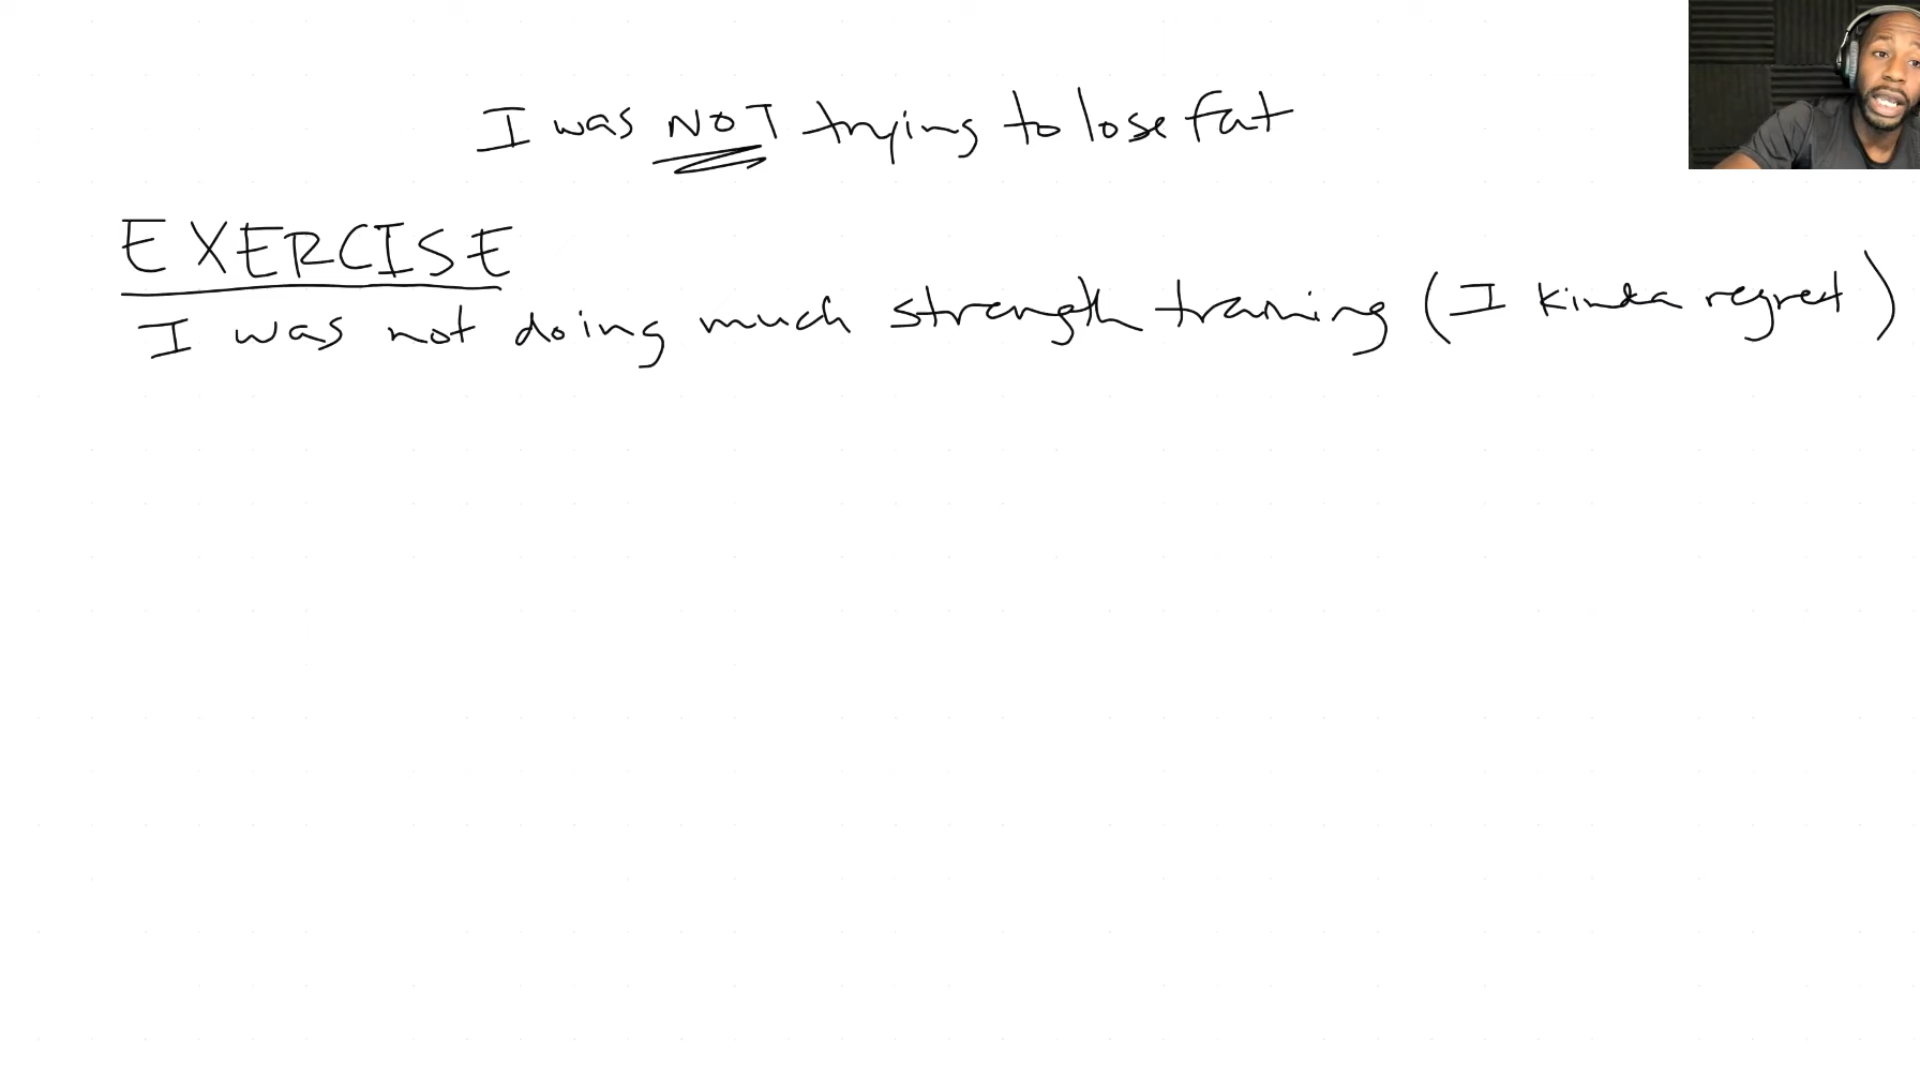 I was NOT trying to lose fat
EXERCISE
I was not doing much strength training (I kinda regret)